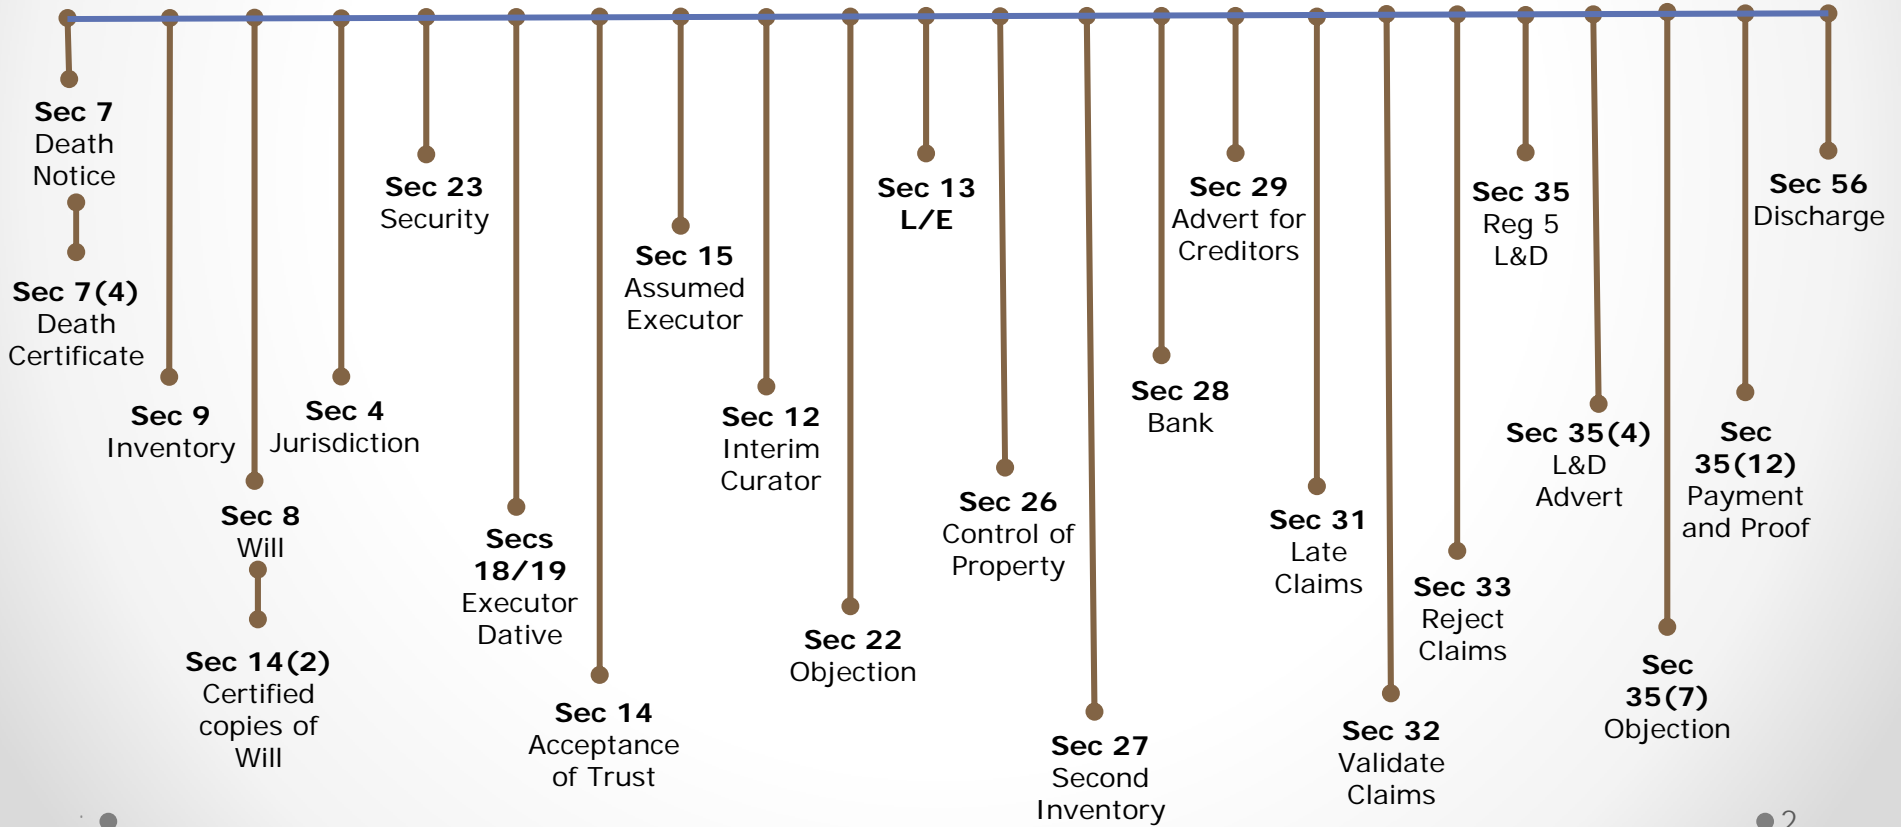 Sec 7
Death
Notice
Sec 7(4)
Death
Certificate
Sec 9
Inventory
Sec 8
Will
Sec 14(2)
Certified
copies of
Will
Sec 4
Jurisdiction
Sec 23
Security
Secs
18/19
Executor
Dative
Sec 14
Acceptance
of Trust
Sec 15
Assumed
Executor
Sec 12
Interim
Curator
Sec 22
Objection
Sec 13
L/E
Sec 26
Control of
Property
Sec 27
Second
Inventory
Sec 28
Bank
Sec 29
Advert for
Creditors
Sec 31
Late
Claims
Sec 32
Validate
Claims
Sec 33
Reject
Claims
Sec 35
Reg 5
L&D
Sec 35(4)
L&D
Advert
Sec
35(7)
Objection
Sec
35(12)
Payment
and Proof
Sec 56
Discharge
2